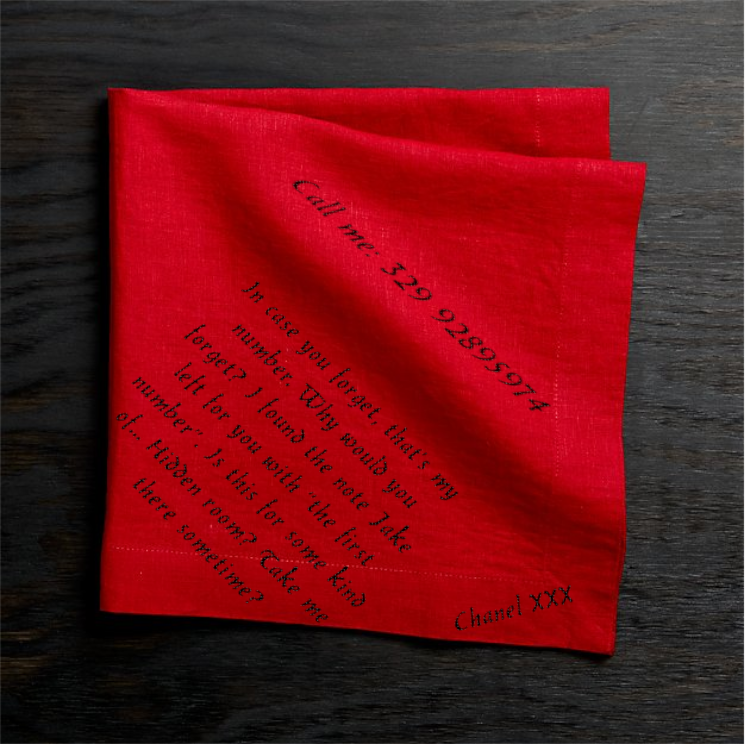 Call me: 329 92895974
In case you forget, that's my
number. Why would you
forget? I found the note Jake
left for you with "the first
number". Is this for some kind
of... Hidden room? Take me
there sometime?
Chanel XXX